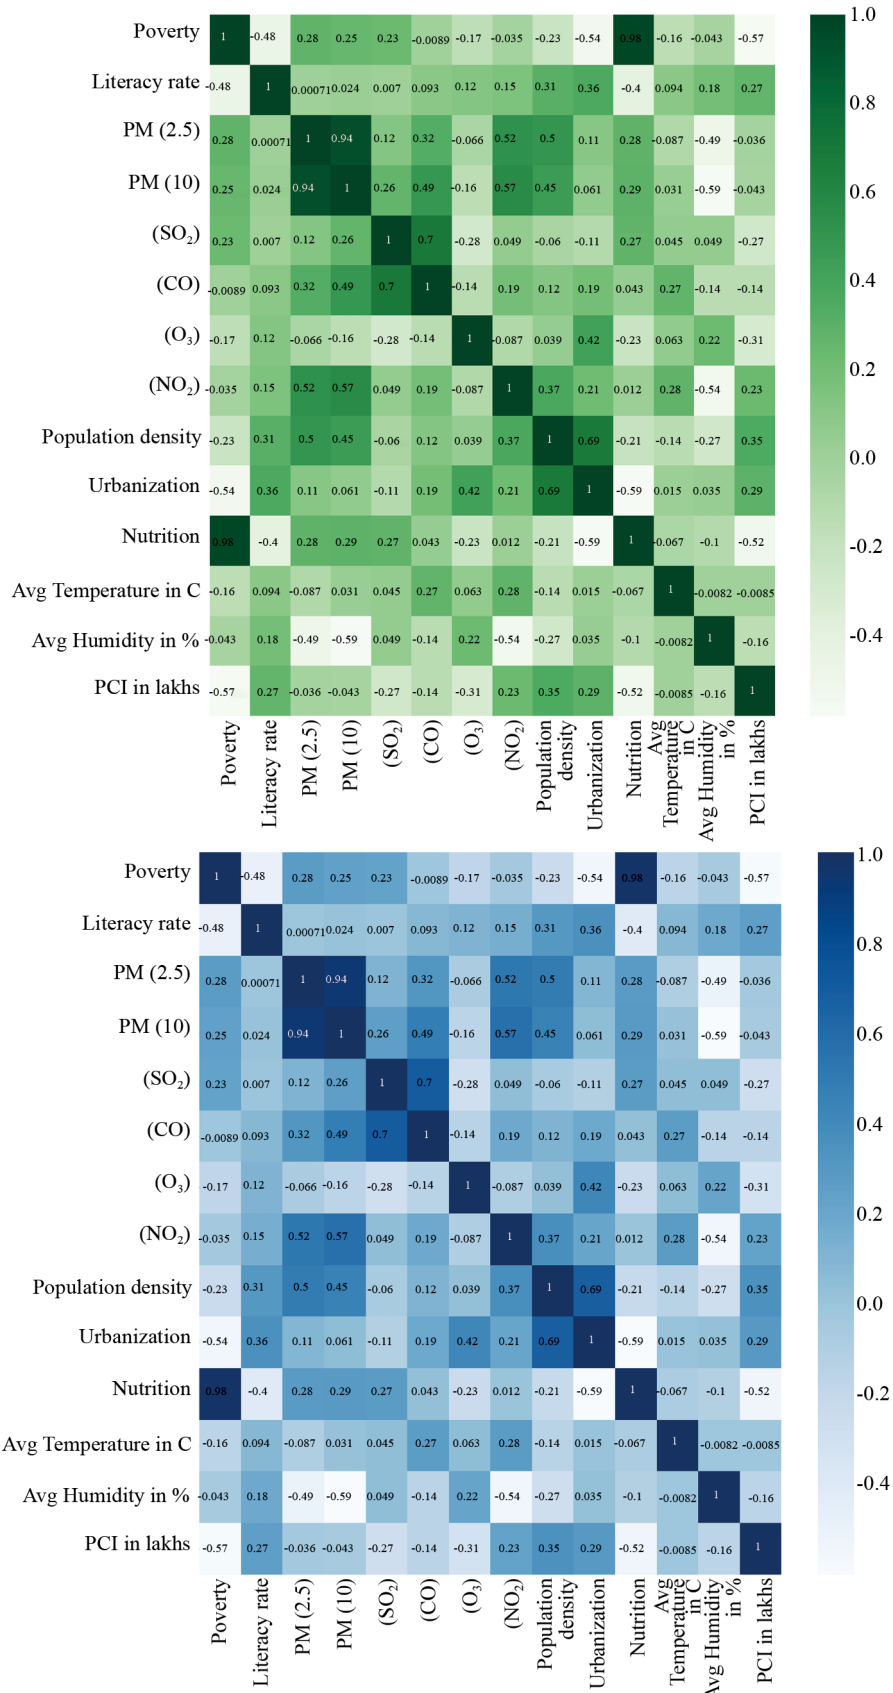 Poverty 1 -0.48 0.28 0.25 0.23 -0.0089 -0.17 -0.035 -0.23 -0.54 0.98 -0.16 -0.043 -0.57
Literacy rate -0.48 1 0.00071 0.024 0.007 0.093 0.12 0.15 0.31 0.36 -0.4 0.094 0.18 0.27
PM (2.5) 0.28 0.00071 1 0.94 0.12 0.32 -0.066 0.52 0.5 0.11 0.28 -0.087 -0.49 -0.036
PM (10) 0.25 0.024 0.94 1 0.26 0.49 -0.16 0.57 0.45 0.061 0.29 0.031 -0.59 -0.043
(SO₂) 0.23 0.007 0.12 0.26 1 0.7 -0.28 0.049 -0.06 -0.11 0.27 0.045 0.049 -0.27
(CO) -0.0089 0.093 0.32 0.49 0.7 1 -0.14 0.19 0.12 0.19 0.043 0.27 -0.14 -0.14
(O₃) -0.17 0.12 -0.066 -0.16 -0.28 -0.14 1 -0.087 0.039 0.42 -0.23 0.063 0.22 -0.31
(NO₂) -0.035 0.15 0.52 0.57 0.049 0.19 -0.087 1 0.37 0.21 0.012 0.28 -0.54 0.23
Population density -0.23 0.31 0.5 0.45 -0.06 0.12 0.039 0.37 1 0.69 -0.21 -0.14 -0.27 0.35
Urbanization -0.54 0.36 0.11 0.061 -0.11 0.19 0.42 0.21 0.69 1 -0.59 0.015 0.035 0.29
Nutrition 0.98 -0.4 0.28 0.29 0.27 0.043 -0.23 0.012 -0.21 -0.59 1 -0.067 -0.1 -0.52
Avg Temperature in C -0.16 0.094 -0.087 0.031 0.045 0.27 0.063 0.28 -0.14 0.015 -0.067 1 -0.0082 -0.0085
Avg Humidity in % -0.043 0.18 -0.49 -0.59 0.049 -0.14 0.22 -0.54 -0.27 0.035 -0.1 -0.0082 1 -0.16
PCI in lakhs -0.57 0.27 -0.036 -0.043 -0.27 -0.14 -0.31 0.23 0.35 0.29 -0.52 -0.0085 -0.16 1
Poverty
Literacy rate
PM (2.5)
PM (10)
(SO₂)
(CO)
(O₃)
(NO₂)
Population
density
Urbanization
Nutrition
Avg
Temperature
in C
Avg Humidity
in %
PCI in lakhs
1.0
0.8
0.6
0.4
0.2
0.0
-0.2
-0.4
Poverty 1 -0.48 0.28 0.25 0.23 -0.0089 -0.17 -0.035 -0.23 -0.54 0.98 -0.16 -0.043 -0.57
Literacy rate -0.48 1 0.00071 0.024 0.007 0.093 0.12 0.15 0.31 0.36 -0.4 0.094 0.18 0.27
PM (2.5) 0.28 0.00071 1 0.94 0.12 0.32 -0.066 0.52 0.5 0.11 0.28 -0.087 -0.49 -0.036
PM (10) 0.25 0.024 0.94 1 0.26 0.49 -0.16 0.57 0.45 0.061 0.29 0.031 -0.59 -0.043
(SO₂) 0.23 0.007 0.12 0.26 1 0.7 -0.28 0.049 -0.06 -0.11 0.27 0.045 0.049 -0.27
(CO) -0.0089 0.093 0.32 0.49 0.7 1 -0.14 0.19 0.12 0.19 0.043 0.27 -0.14 -0.14
(O₃) -0.17 0.12 -0.066 -0.16 -0.28 -0.14 1 -0.087 0.039 0.42 -0.23 0.063 0.22 -0.31
(NO₂) -0.035 0.15 0.52 0.57 0.049 0.19 -0.087 1 0.37 0.21 0.012 0.28 -0.54 0.23
Population density -0.23 0.31 0.5 0.45 -0.06 0.12 0.039 0.37 1 0.69 -0.21 -0.14 -0.27 0.35
Urbanization -0.54 0.36 0.11 0.061 -0.11 0.19 0.42 0.21 0.69 1 -0.59 0.015 0.035 0.29
Nutrition 0.98 -0.4 0.28 0.29 0.27 0.043 -0.23 0.012 -0.21 -0.59 1 -0.067 -0.1 -0.52
Avg Temperature in C -0.16 0.094 -0.087 0.031 0.045 0.27 0.063 0.28 -0.14 0.015 -0.067 1 -0.0082 -0.0085
Avg Humidity in % -0.043 0.18 -0.49 -0.59 0.049 -0.14 0.22 -0.54 -0.27 0.035 -0.1 -0.0082 1 -0.16
PCI in lakhs -0.57 0.27 -0.036 -0.043 -0.27 -0.14 -0.31 0.23 0.35 0.29 -0.52 -0.0085 -0.16 1
Poverty
Literacy rate
PM (2.5)
PM (10)
(SO₂)
(CO)
(O₃)
(NO₂)
Population
density
Urbanization
Nutrition
Avg
Temperature
in C
Avg Humidity
in %
PCI in lakhs
1.0
0.8
0.6
0.4
0.2
0.0
-0.2
-0.4